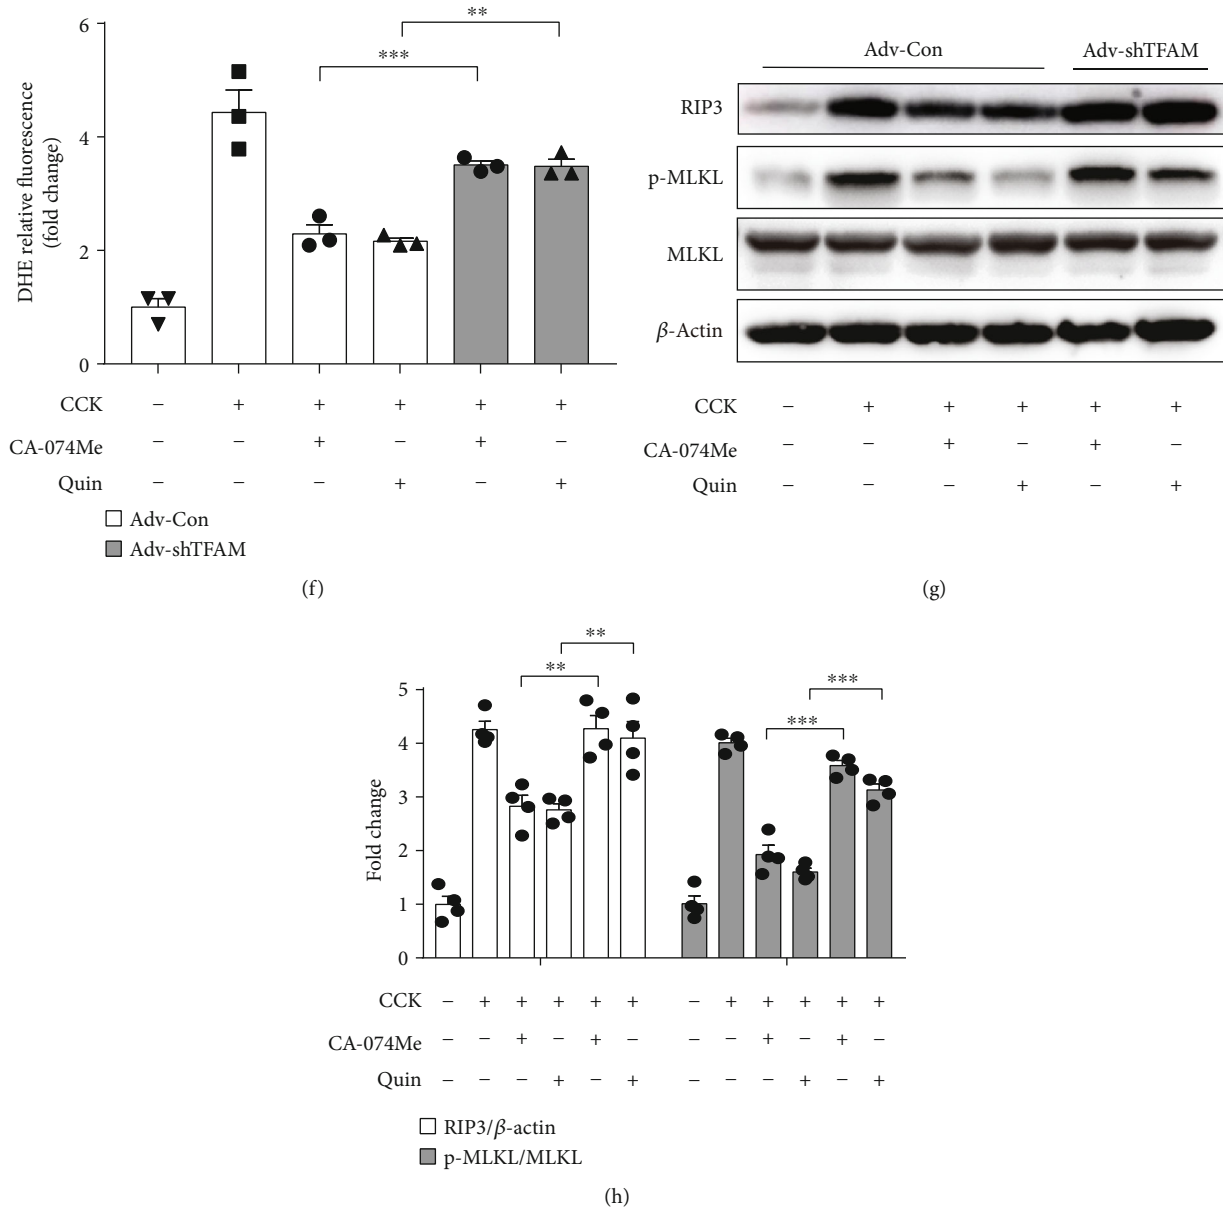 6
4
2
0
DHE relative fluorescence
(fold change)
***
**
CCK − + + + + +
CA-074Me − − + − + −
Quin − − − + − +
Adv-Con
Adv-shTFAM
(f)
Adv-Con Adv-shTFAM
RIP3
p-MLKL
MLKL
β-Actin
CCK − + + + + +
CA-074Me − − + − + −
Quin − − − + − +
(g)
5
4
3
2
1
0
Fold change
**
**
***
***
CCK − + + + + + − + + + + +
CA-074Me − − + − + − − − + − + −
Quin − − − + − + − − − + − +
RIP3/β-actin
p-MLKL/MLKL
(h)